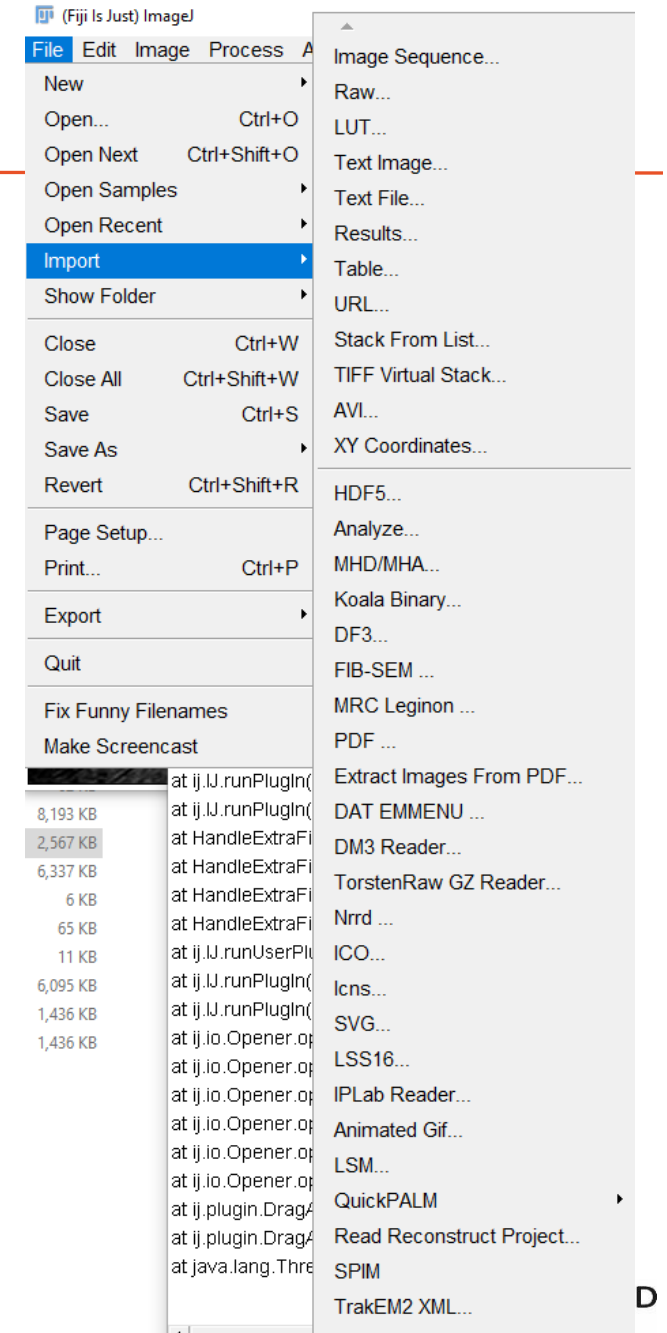 (Fiji Is Just) ImageJ
File Edit Image Process A
New
Open... Ctrl+O
Open Next Ctrl+Shift+O
Open Samples
Open Recent
Import
Show Folder
Close Ctrl+W
Close All Ctrl+Shift+W
Save Ctrl+S
Save As
Revert Ctrl+Shift+R
Page Setup...
Print... Ctrl+P
Export
Quit
Fix Funny Filenames
Make Screencast
Image Sequence...
Raw...
LUT...
Text Image...
Text File...
Results...
Table...
URL...
Stack From List...
TIFF Virtual Stack...
AVI...
XY Coordinates...
HDF5...
Analyze...
MHD/MHA...
Koala Binary...
DF3...
FIB-SEM ...
MRC Leginon ...
PDF ...
Extract Images From PDF...
DAT EMMENU ...
DM3 Reader...
TorstenRaw GZ Reader...
Nrrd ...
ICO...
Icns...
SVG...
LSS16...
IPLab Reader...
Animated Gif...
LSM...
QuickPALM
Read Reconstruct Project...
SPIM
TrakEM2 XML...
8,193 KB
2,567 KB
6,337 KB
6 KB
65 KB
11 KB
6,095 KB
1,436 KB
1,436 KB
at ij.IJ.runPlugIn(
at ij.IJ.runPlugIn(
at HandleExtraFi
at HandleExtraFi
at HandleExtraFi
at HandleExtraFi
at ij.IJ.runUserPlu
at ij.IJ.runPlugIn(
at ij.IJ.runPlugIn(
at ij.io.Opener.op
at ij.io.Opener.op
at ij.io.Opener.op
at ij.io.Opener.op
at ij.io.Opener.op
at ij.io.Opener.op
at ij.plugin.DragA
at ij.plugin.DragA
at java.lang.Thre
D